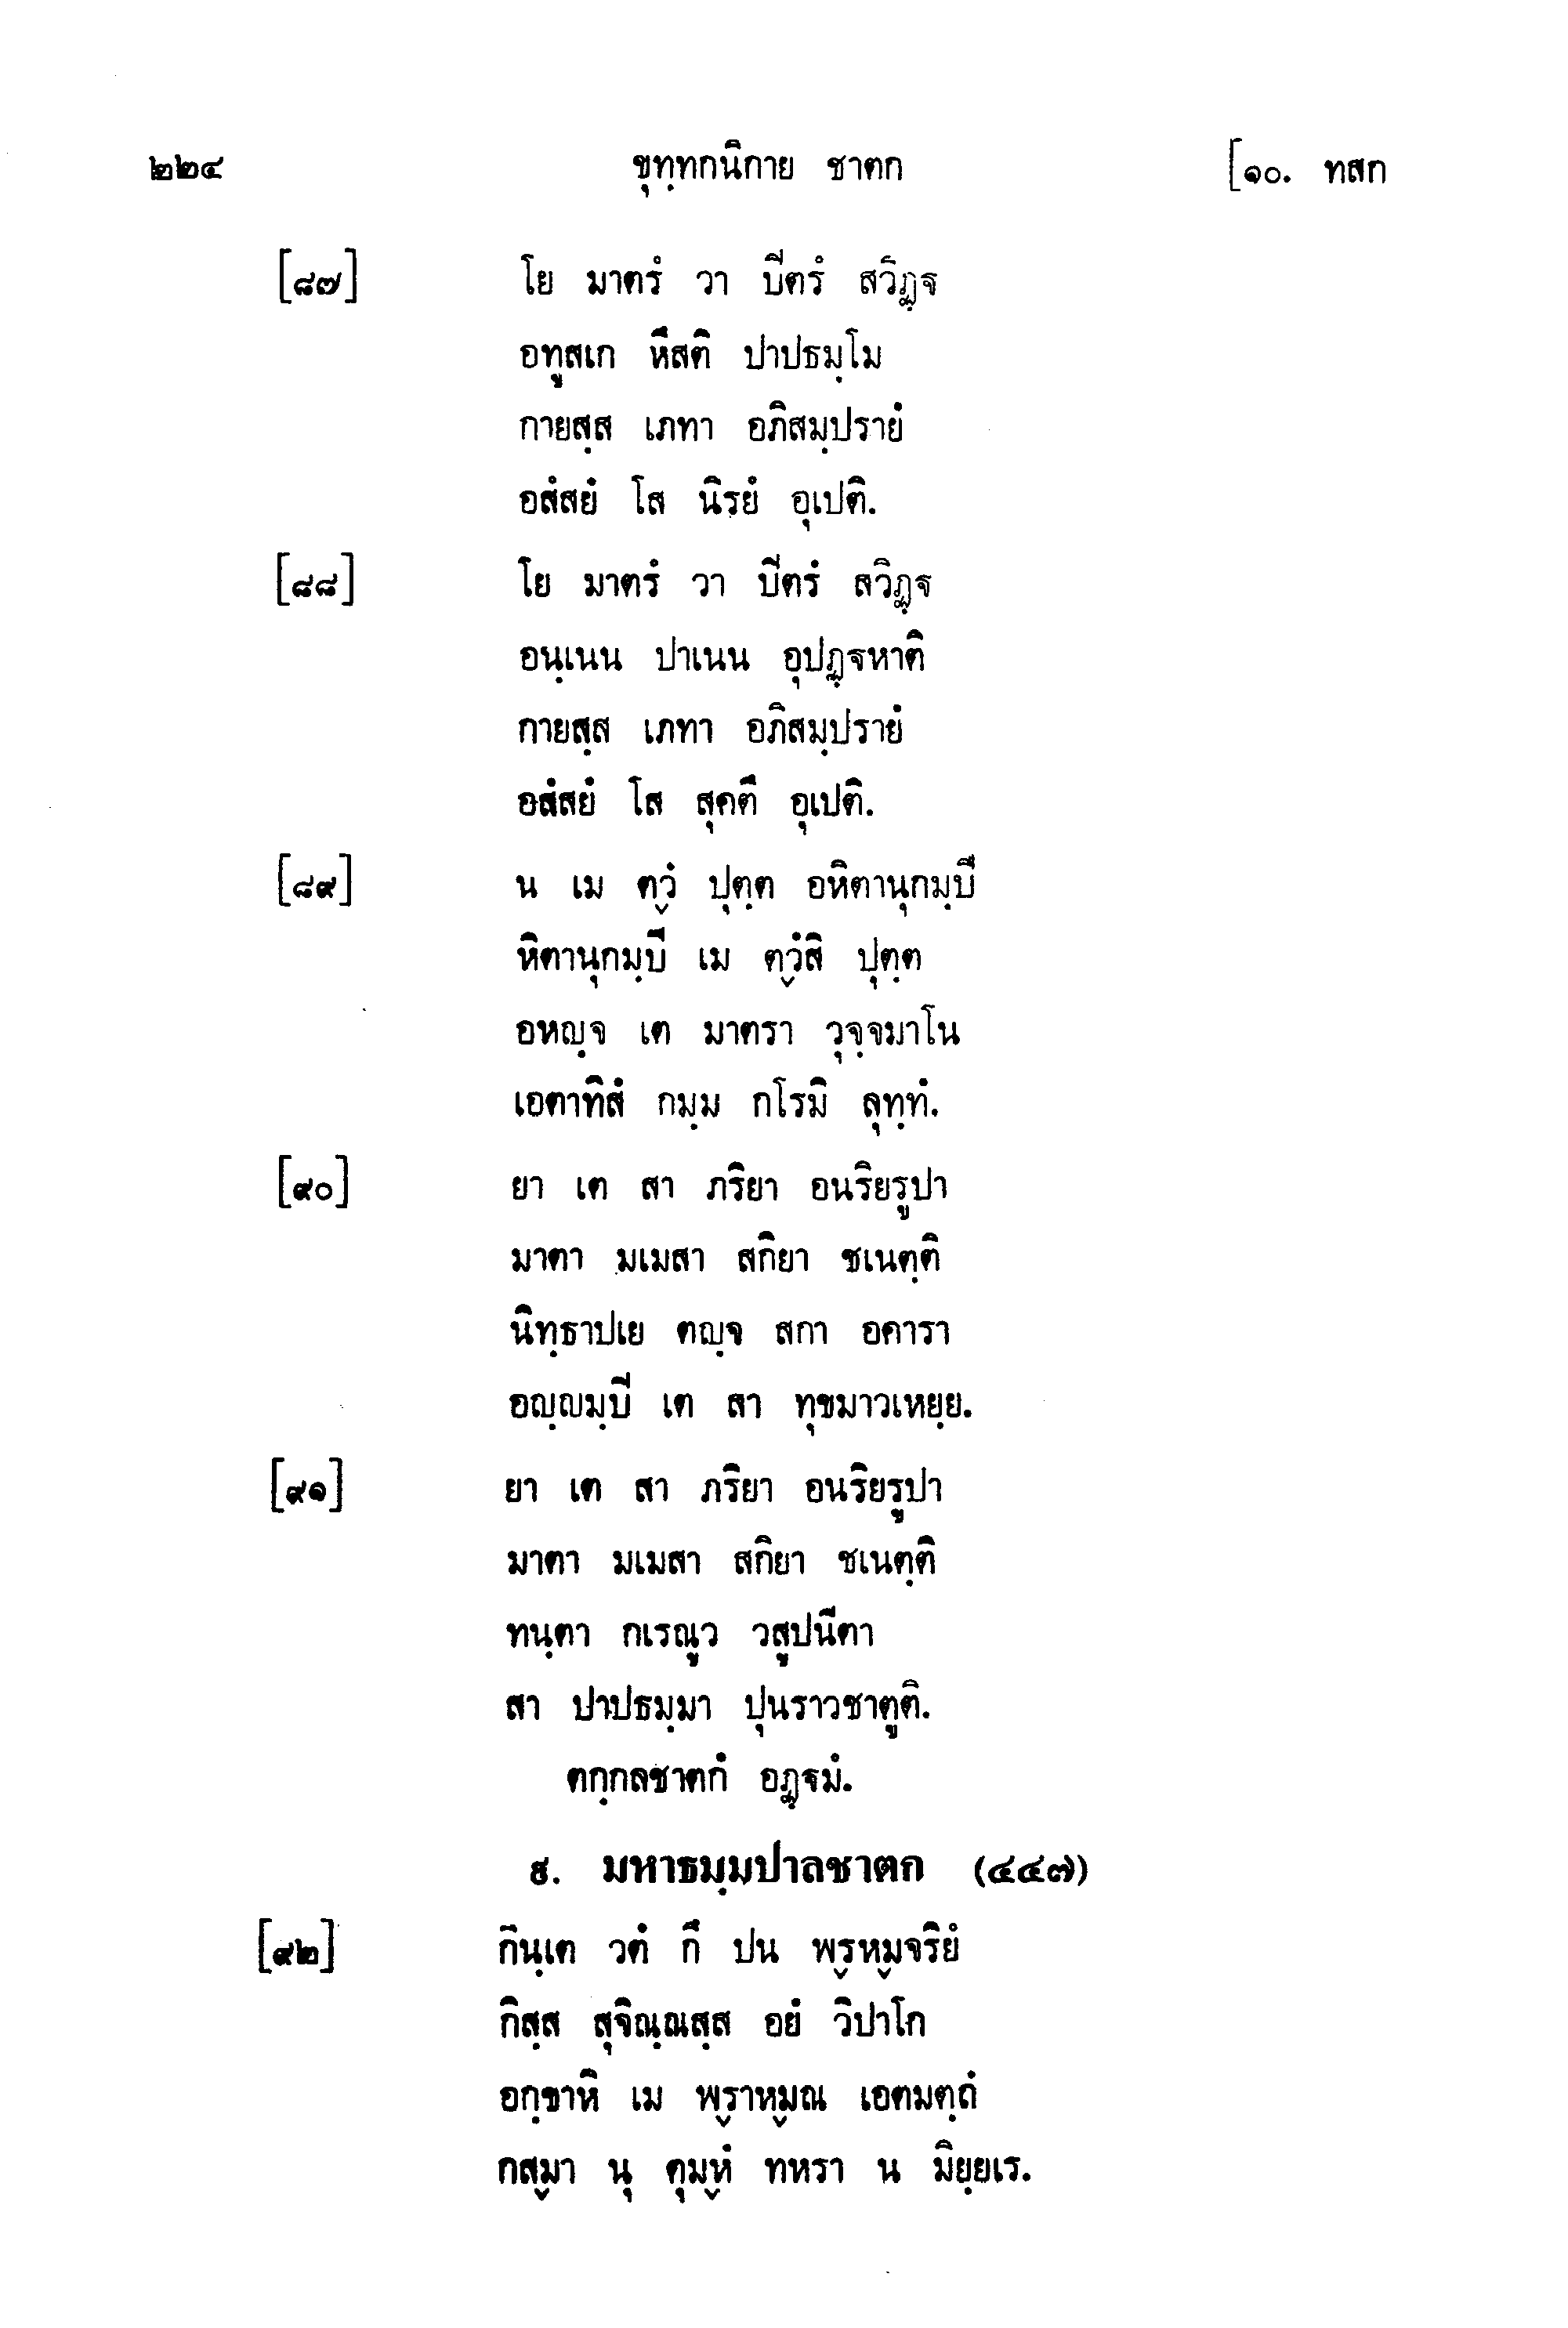 ๒๒๔ ขุทฺทกนิกาย ชาตก [๑๐. ทสก
[๘๗] โย มาตรํ วา ปิตรํ สวิฏฺฐ
อทูสเก หึสติ ปาปธมฺโม
กายสฺส เภทา อภิสมฺปรายํ
อสํสยํ โส นิรยํ อุเปติ.
[๘๘] โย มาตรํ วา ปิตรํ สวิฏฺฐ
อนฺเนน ปาเนน อุปฏฺฐหาติ
กายสฺส เภทา อภิสมฺปรายํ
อสํสยํ โส สุคตึ อุเปติ.
[๘๙] น เม ตฺวํ ปุตฺต อหิตานุกมฺปี
หิตานุกมฺปี เม ตฺวํสิ ปุตฺต
อหญฺจ เต มาตรา วุจฺจมาโน
เอตาทิสํ กมฺม กโรมิ ลุทฺทํ.
[๙๐] ยา เต สา ภริยา อนริยรูปา
มาตา มเมสา สกิยา ชเนตฺติ
นิทฺธาปเย ตญฺจ สกา อคารา
อญฺญมฺปี เต สา ทุขมาวเหยฺย.
[๙๑] ยา เต สา ภริยา อนริยรูปา
มาตา มเมสา สกิยา ชเนตฺติ
ทนฺตา กเรณูว วสูปนีตา
สา ปาปธมฺมา ปุนราวชาตูติ.
ตกฺกลชาตกํ อฏฺฐมํ.
๙. มหาธมฺมปาลชาตก (๔๔๗)
[๙๒] กินฺเต วตํ กึ ปน พฺรหฺมจริยํ
กิสฺส สุจิณฺณสฺส อยํ วิปาโก
อกฺขาหิ เม พฺราหฺมณ เอตมตฺถํ
กสฺมา นุ ตุมฺหํ ทหรา น มิยฺยเร.